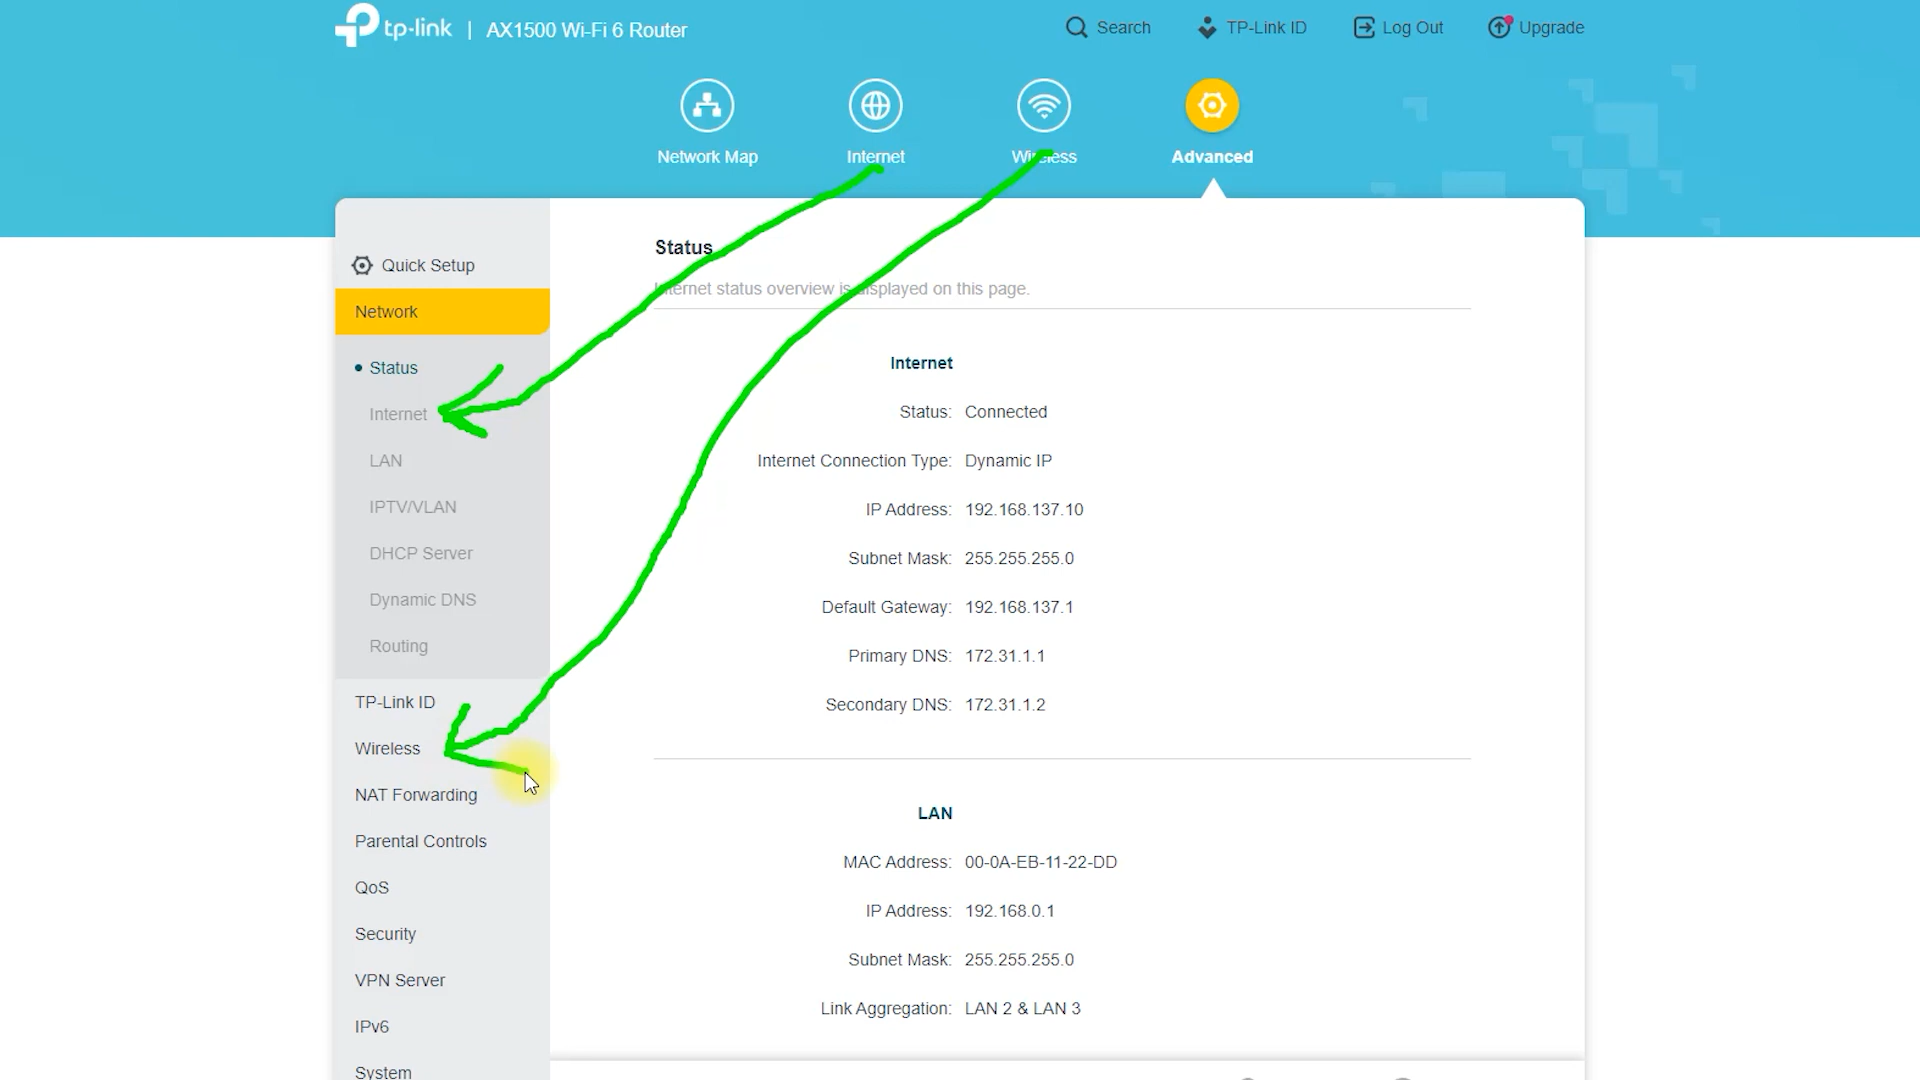 tp-link | AX1500 Wi-Fi 6 Router
Search
TP-Link ID
Log Out
Upgrade
Network Map
Internet
Wireless
Advanced
Quick Setup
Network
Status
Internet
LAN
IPTV/VLAN
DHCP Server
Dynamic DNS
Routing
TP-Link ID
Wireless
NAT Forwarding
Parental Controls
QoS
Security
VPN Server
IPv6
System
Status
Internet status overview is displayed on this page.
Internet
Status: Connected
Internet Connection Type: Dynamic IP
IP Address: 192.168.137.10
Subnet Mask: 255.255.255.0
Default Gateway: 192.168.137.1
Primary DNS: 172.31.1.1
Secondary DNS: 172.31.1.2
LAN
MAC Address: 00-0A-EB-11-22-DD
IP Address: 192.168.0.1
Subnet Mask: 255.255.255.0
Link Aggregation: LAN 2 & LAN 3